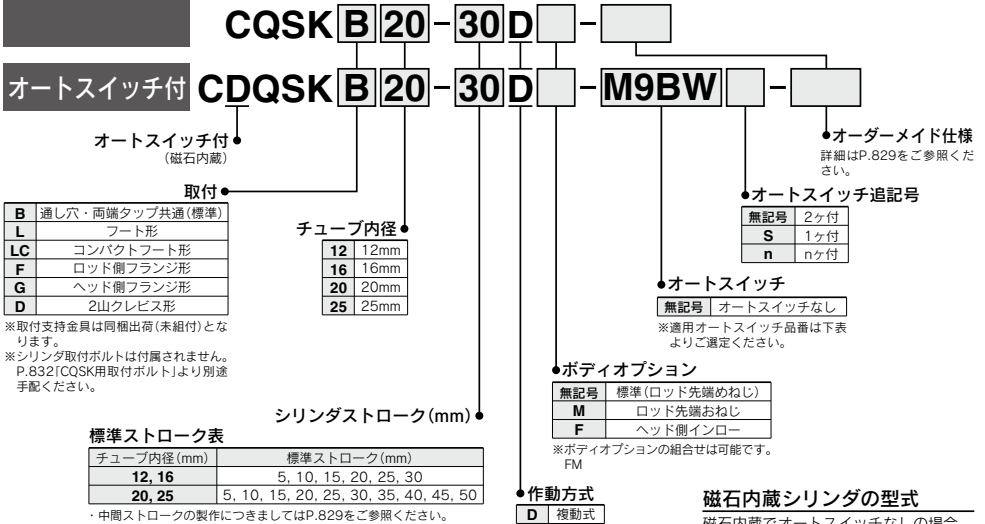 CQSK B 20 - 30 D -
オートスイッチ付 CDQSK B 20 - 30 D - M9BW -
オートスイッチ付
(磁石内蔵)
取付
B 通し穴・両端タップ共通(標準)
L フート形
LC コンパクトフート形
F ロッド側フランジ形
G ヘッド側フランジ形
D 2山クレビス形
※取付支持金具は同梱出荷(未組付)とな
ります。
※シリンダ取付ボルトは付属されません。
P.832「CQSK用取付ボルト」より別途
手配ください。
チューブ内径
12 12mm
16 16mm
20 20mm
25 25mm
シリンダストローク(mm)
標準ストローク表
チューブ内径(mm) 標準ストローク(mm)
12, 16 5, 10, 15, 20, 25, 30
20, 25 5, 10, 15, 20, 25, 30, 35, 40, 45, 50
・中間ストロークの製作につきましてはP.829をご参照ください。
作動方式
D 複動式
ボディオプション
無記号 標準(ロッド先端めねじ)
M ロッド先端おねじ
F ヘッド側インロー
※ボディオプションの組合せは可能です。
FM
オートスイッチ
無記号 オートスイッチなし
※適用オートスイッチ品番は下表
よりご選定ください。
オートスイッチ追記号
無記号 2ヶ付
S 1ヶ付
n nヶ付
オーダーメイド仕様
詳細はP.829をご参照くだ
さい。
磁石内蔵シリンダの型式
磁石内蔵でオートスイッチなしの場合